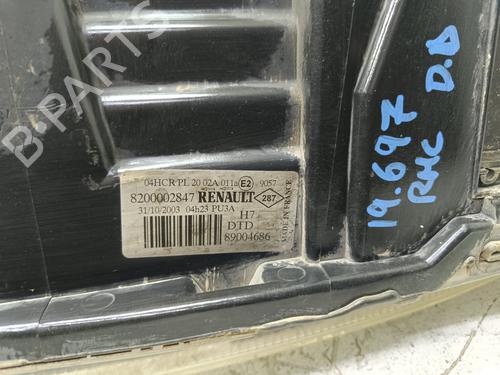 B-PARTS
04HCR PL 20 02A 011a E2 9057
8200002847 RENAULT 287
31/10/2003 04h23 PU3A
H7
DTD
89004686
MADE IN FRANCE
19.697
RHC D.D